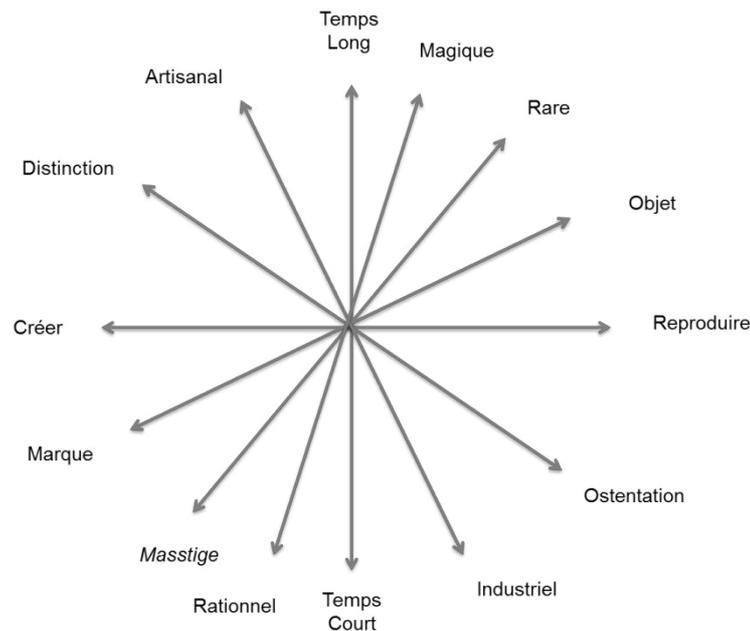 Temps
Long
Magique
Artisanal
Rare
Distinction
Objet
Créer
Reproduire
Marque
Ostentation
Masstige
Industriel
Rationnel
Temps
Court